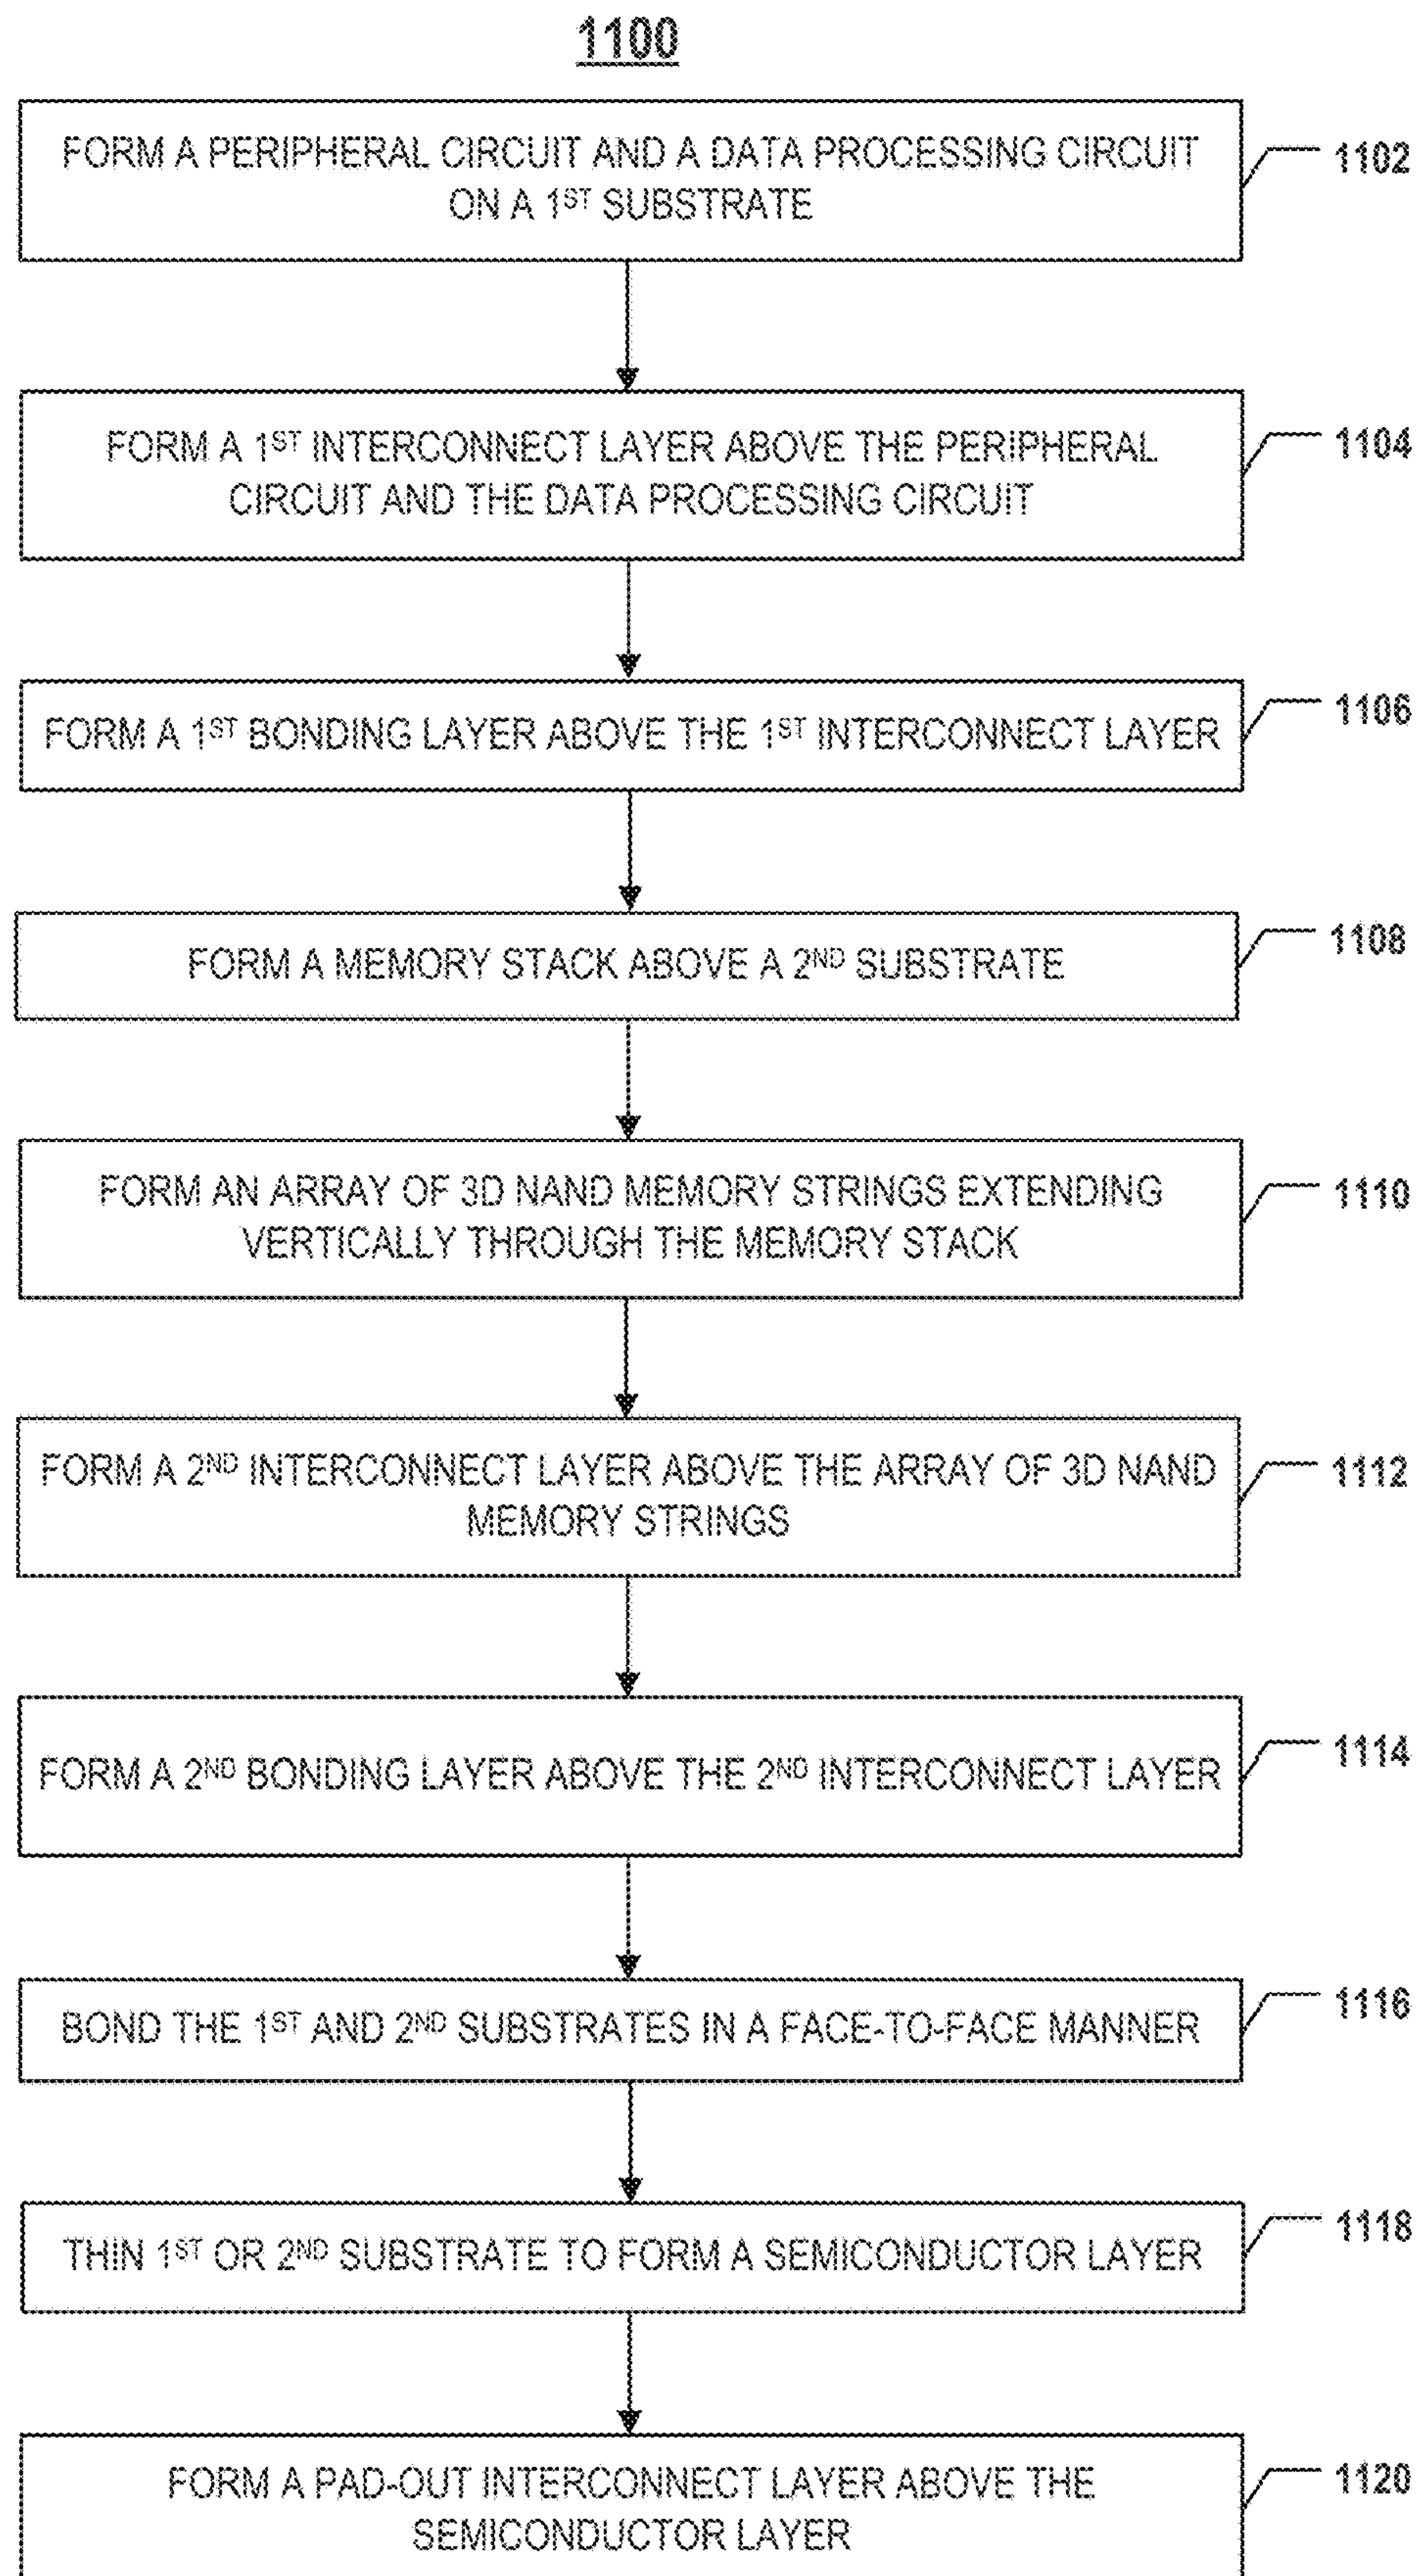 1100
FORM A PERIPHERAL CIRCUIT AND A DATA PROCESSING CIRCUIT
ON A 1ST SUBSTRATE
1102
FORM A 1ST INTERCONNECT LAYER ABOVE THE PERIPHERAL
CIRCUIT AND THE DATA PROCESSING CIRCUIT
1104
FORM A 1ST BONDING LAYER ABOVE THE 1ST INTERCONNECT LAYER
1106
FORM A MEMORY STACK ABOVE A 2ND SUBSTRATE
1108
FORM AN ARRAY OF 3D NAND MEMORY STRINGS EXTENDING
VERTICALLY THROUGH THE MEMORY STACK
1110
FORM A 2ND INTERCONNECT LAYER ABOVE THE ARRAY OF 3D NAND
MEMORY STRINGS
1112
FORM A 2ND BONDING LAYER ABOVE THE 2ND INTERCONNECT LAYER
1114
BOND THE 1ST AND 2ND SUBSTRATES IN A FACE-TO-FACE MANNER
1116
THIN 1ST OR 2ND SUBSTRATE TO FORM A SEMICONDUCTOR LAYER
1118
FORM A PAD-OUT INTERCONNECT LAYER ABOVE THE
SEMICONDUCTOR LAYER
1120